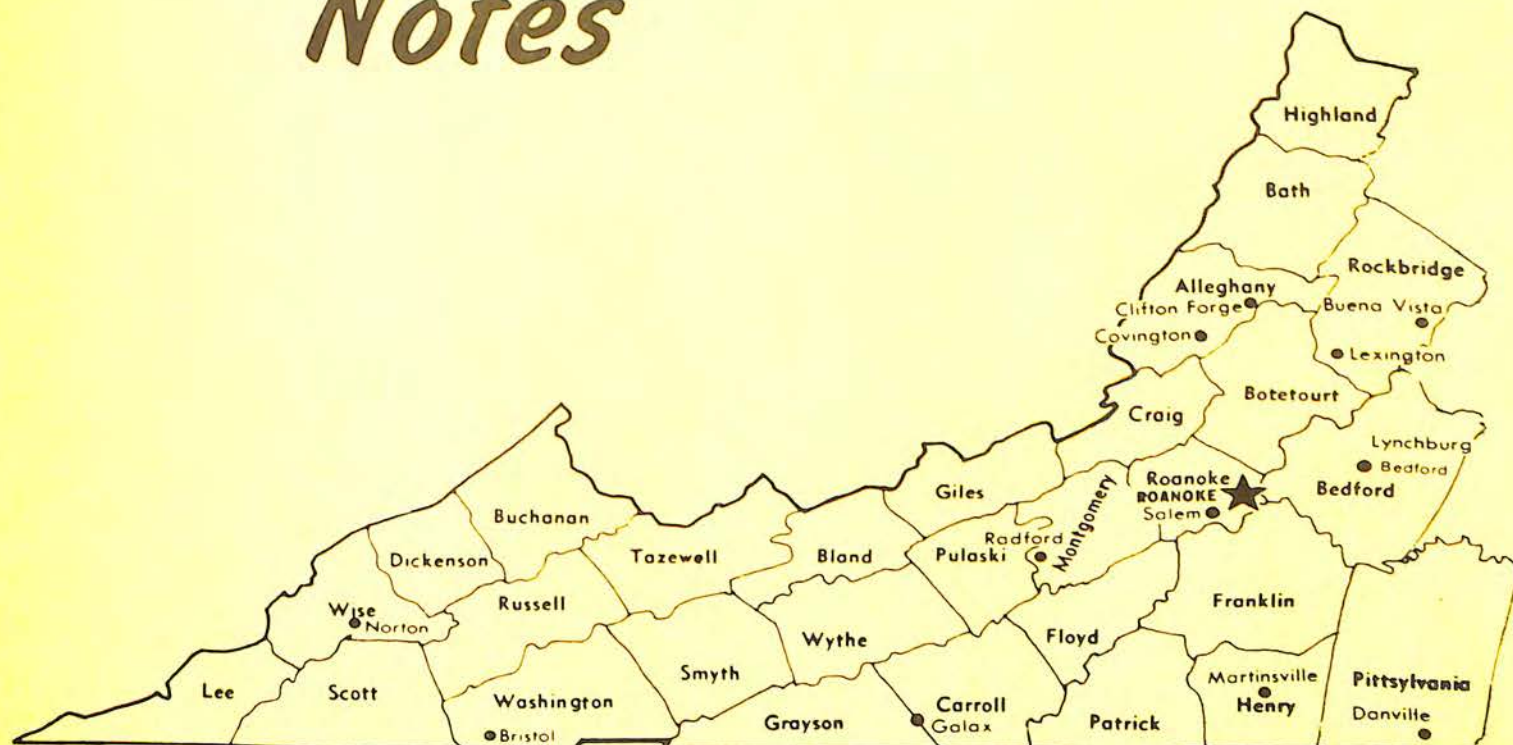 Notes
Highland
Bath
Rockbridge
Alleghany
Clifton Forge
Buena Vista
Covington
Lexington
Botetourt
Craig
Lynchburg
Bedford
Bedford
Roanoke
ROANOKE
Salem
Giles
Montgomery
Radford
Pulaski
Buchanan
Dickenson
Tazewell
Bland
Russell
Wise
Norton
Franklin
Wythe
Floyd
Smyth
Lee
Scott
Washington
Bristol
Grayson
Carroll
Galax
Patrick
Martinsville
Henry
Pittsylvania
Danville